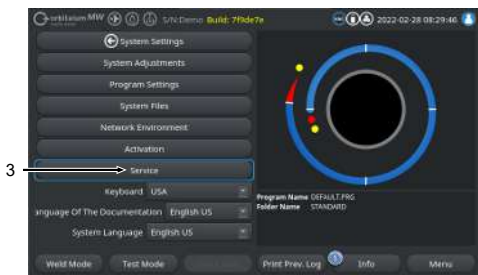 orbitalum MW S/N:Demo Build: 7f9de7e 2022-02-28 08:29:46
System Settings
System Adjustments
Program Settings
System Files
Network Environment
Activation
3
Service
Keyboard USA
anguage Of The Documentation English US
System Language English US
Program Name DEFAULT.PRG
Folder Name STANDARD
Weld Mode Test Mode Print Prev. Log Info Menu